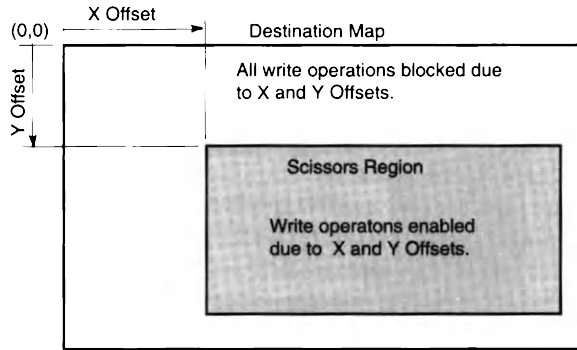 X Offset
(0,0)
Destination Map
Y Offset
All write operations blocked due
to X and Y Offsets.
Scissors Region
Write operatons enabled
due to X and Y Offsets.